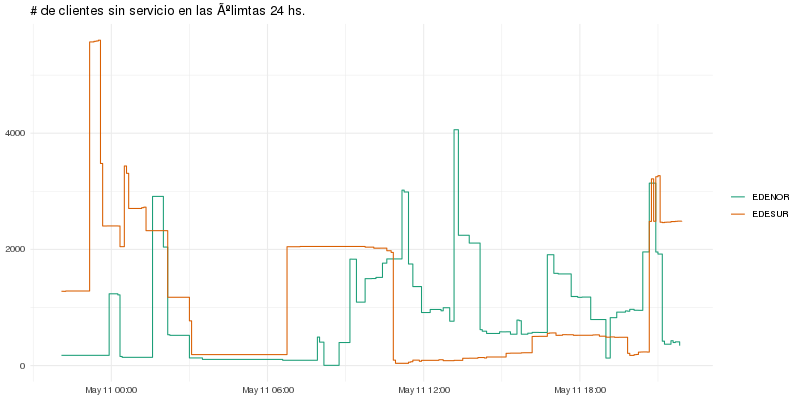 # de clientes sin servicio en las Ãºlimtas 24 hs.
4000
2000
0
May 11 00:00
May 11 06:00
May 11 12:00
May 11 18:00
EDENOR
EDESUR